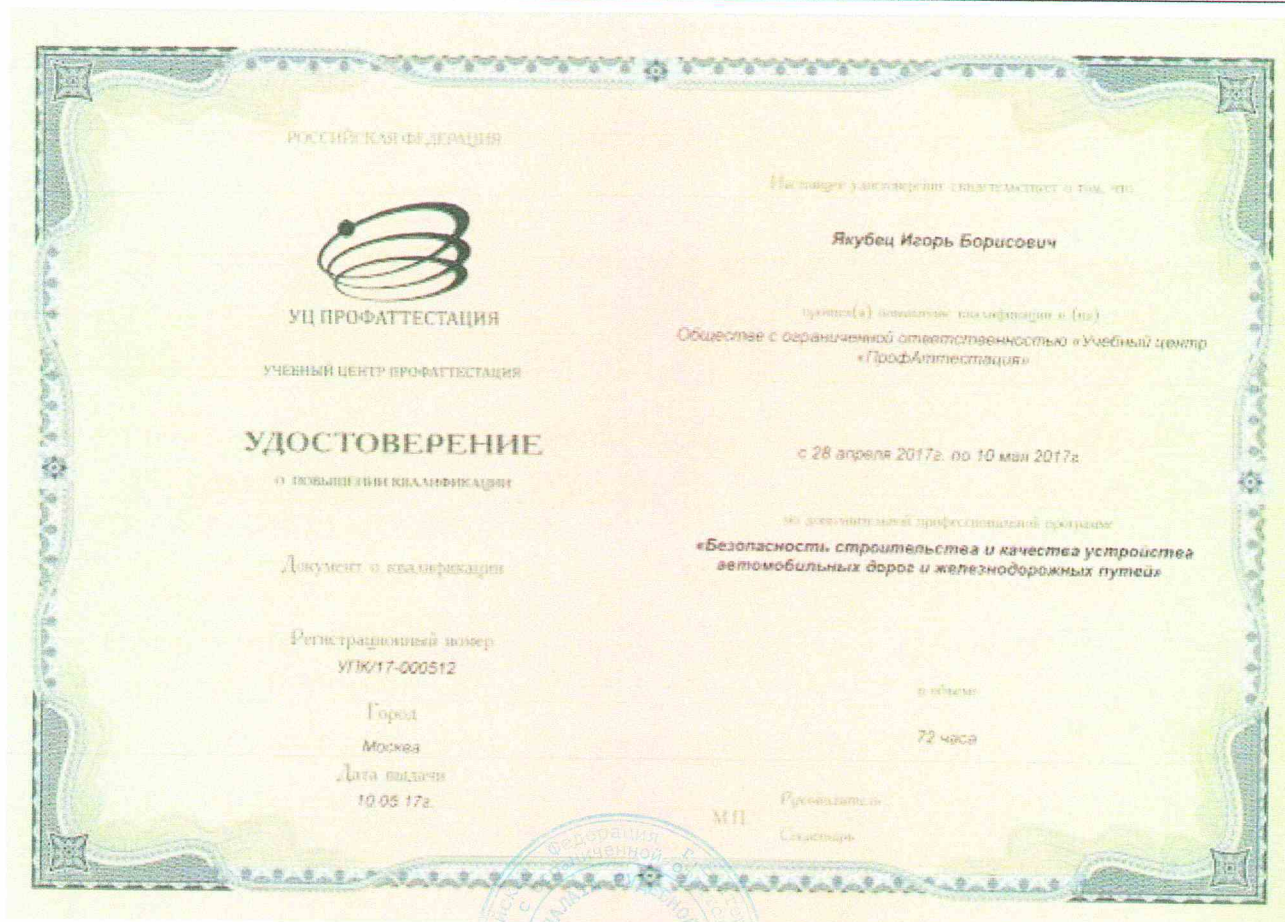 РОССИЙСКАЯ ФЕДЕРАЦИЯ
УЦ ПРОФАТТЕСТАЦИЯ
УЧЕБНЫЙ ЦЕНТР ПРОФАТТЕСТАЦИЯ
УДОСТОВЕРЕНИЕ
О ПОВЫШЕНИИ КВАЛИФИКАЦИИ
Документ о квалификации
Регистрационный номер
УПК/17-000512
Город
Москва
Дата выдачи
10.05.17г.
Настоящее удостоверение свидетельствует о том, что
Якубец Игорь Борисович
прошел(а) повышение квалификации в (на)
Обществе с ограниченной ответственностью «Учебный центр
«ПрофАттестация»
с 28 апреля 2017г. по 10 мая 2017г.
по дополнительной профессиональной программе
«Безопасность строительства и качества устройства
автомобильных дорог и железнодорожных путей»
в объеме
72 часа
М.П.
Руководитель
Секретарь
Федерация